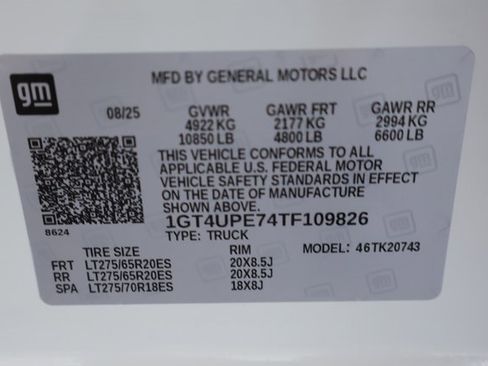 gm
MFD BY GENERAL MOTORS LLC
08/25 GVWR GAWR FRT GAWR RR
4922 KG 2177 KG 2994 KG
10850 LB 4800 LB 6600 LB
THIS VEHICLE CONFORMS TO ALL
APPLICABLE U.S. FEDERAL MOTOR
VEHICLE SAFETY STANDARDS IN EFFECT
ON THE DATE OF MANUFACTURE
SHOWN ABOVE.
8624 1GT4UPE74TF109826
TYPE: TRUCK
TIRE SIZE RIM MODEL: 46TK20743
FRT LT275/65R20ES 20X8.5J
RR LT275/65R20ES 20X8.5J
SPA LT275/70R18ES 18X8J